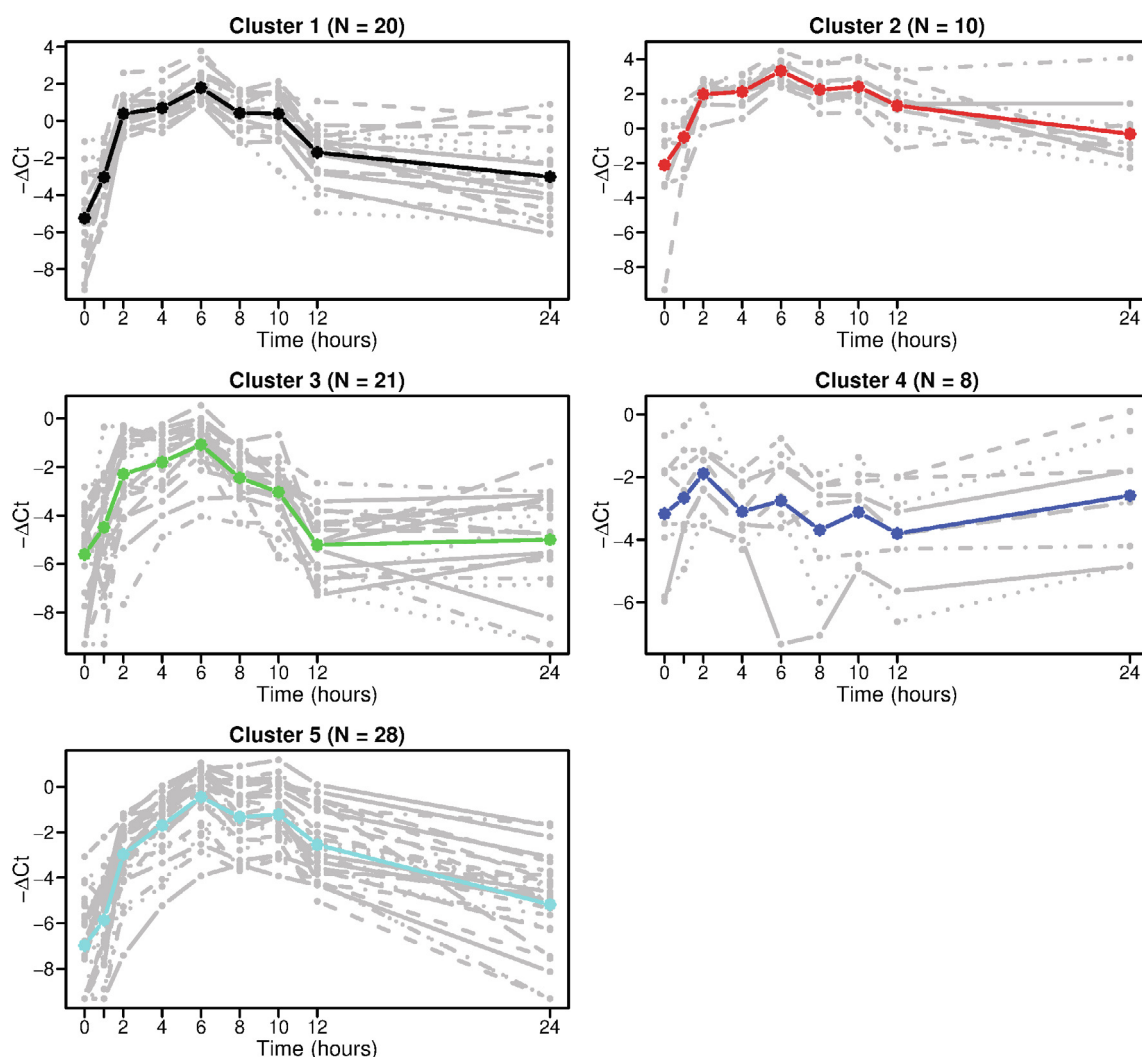 Cluster 1 (N = 20)
4
2
0
−2
−4
−6
−8
−ΔCt
0 2 4 6 8 10 12 24
Time (hours)
Cluster 2 (N = 10)
4
2
0
−2
−4
−6
−8
−ΔCt
0 2 4 6 8 10 12 24
Time (hours)
Cluster 3 (N = 21)
0
−2
−4
−6
−8
−ΔCt
0 2 4 6 8 10 12 24
Time (hours)
Cluster 4 (N = 8)
0
−2
−4
−6
−ΔCt
0 2 4 6 8 10 12 24
Time (hours)
Cluster 5 (N = 28)
0
−2
−4
−6
−8
−ΔCt
0 2 4 6 8 10 12 24
Time (hours)